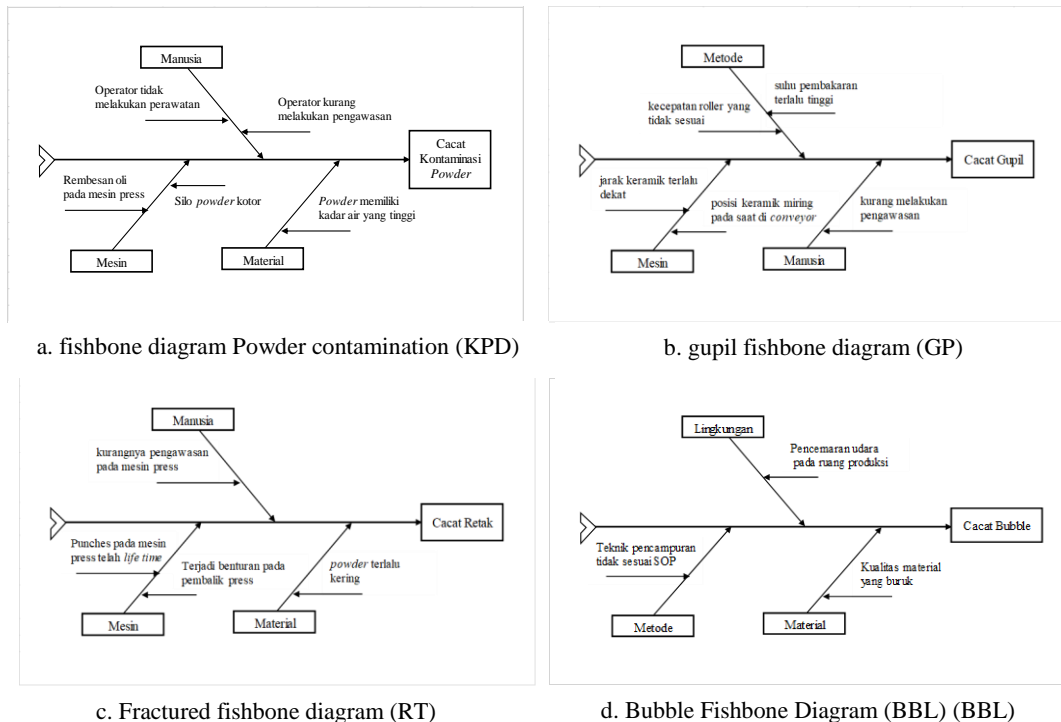 Manusia
Operator tidak
melakukan perawatan
Operator kurang
melakukan pengawasan
Cacat
Kontaminasi
Powder
Rembesan oli
pada mesin press
Silo powder kotor
Powder memiliki
kadar air yang tinggi
Mesin
Material
a. fishbone diagram Powder contamination (KPD)
Metode
suhu pembakaran
terlalu tinggi
kecepatan roller yang
tidak sesuai
Cacat Gupil
jarak keramik terlalu
dekat
posisi keramik miring
pada saat di conveyor
kurang melakukan
pengawasan
Mesin
Manusia
b. gupil fishbone diagram (GP)
Manusia
kurangnya pengawasan
pada mesin press
Cacat Retak
Punches pada mesin
press telah life time
Terjadi benturan pada
pembalik press
powder terlalu
kering
Mesin
Material
c. Fractured fishbone diagram (RT)
Lingkungan
Pencemaran udara
pada ruang produksi
Cacat Bubble
Teknik pencampuran
tidak sesuai SOP
Kualitas material
yang buruk
Metode
Material
d. Bubble Fishbone Diagram (BBL) (BBL)